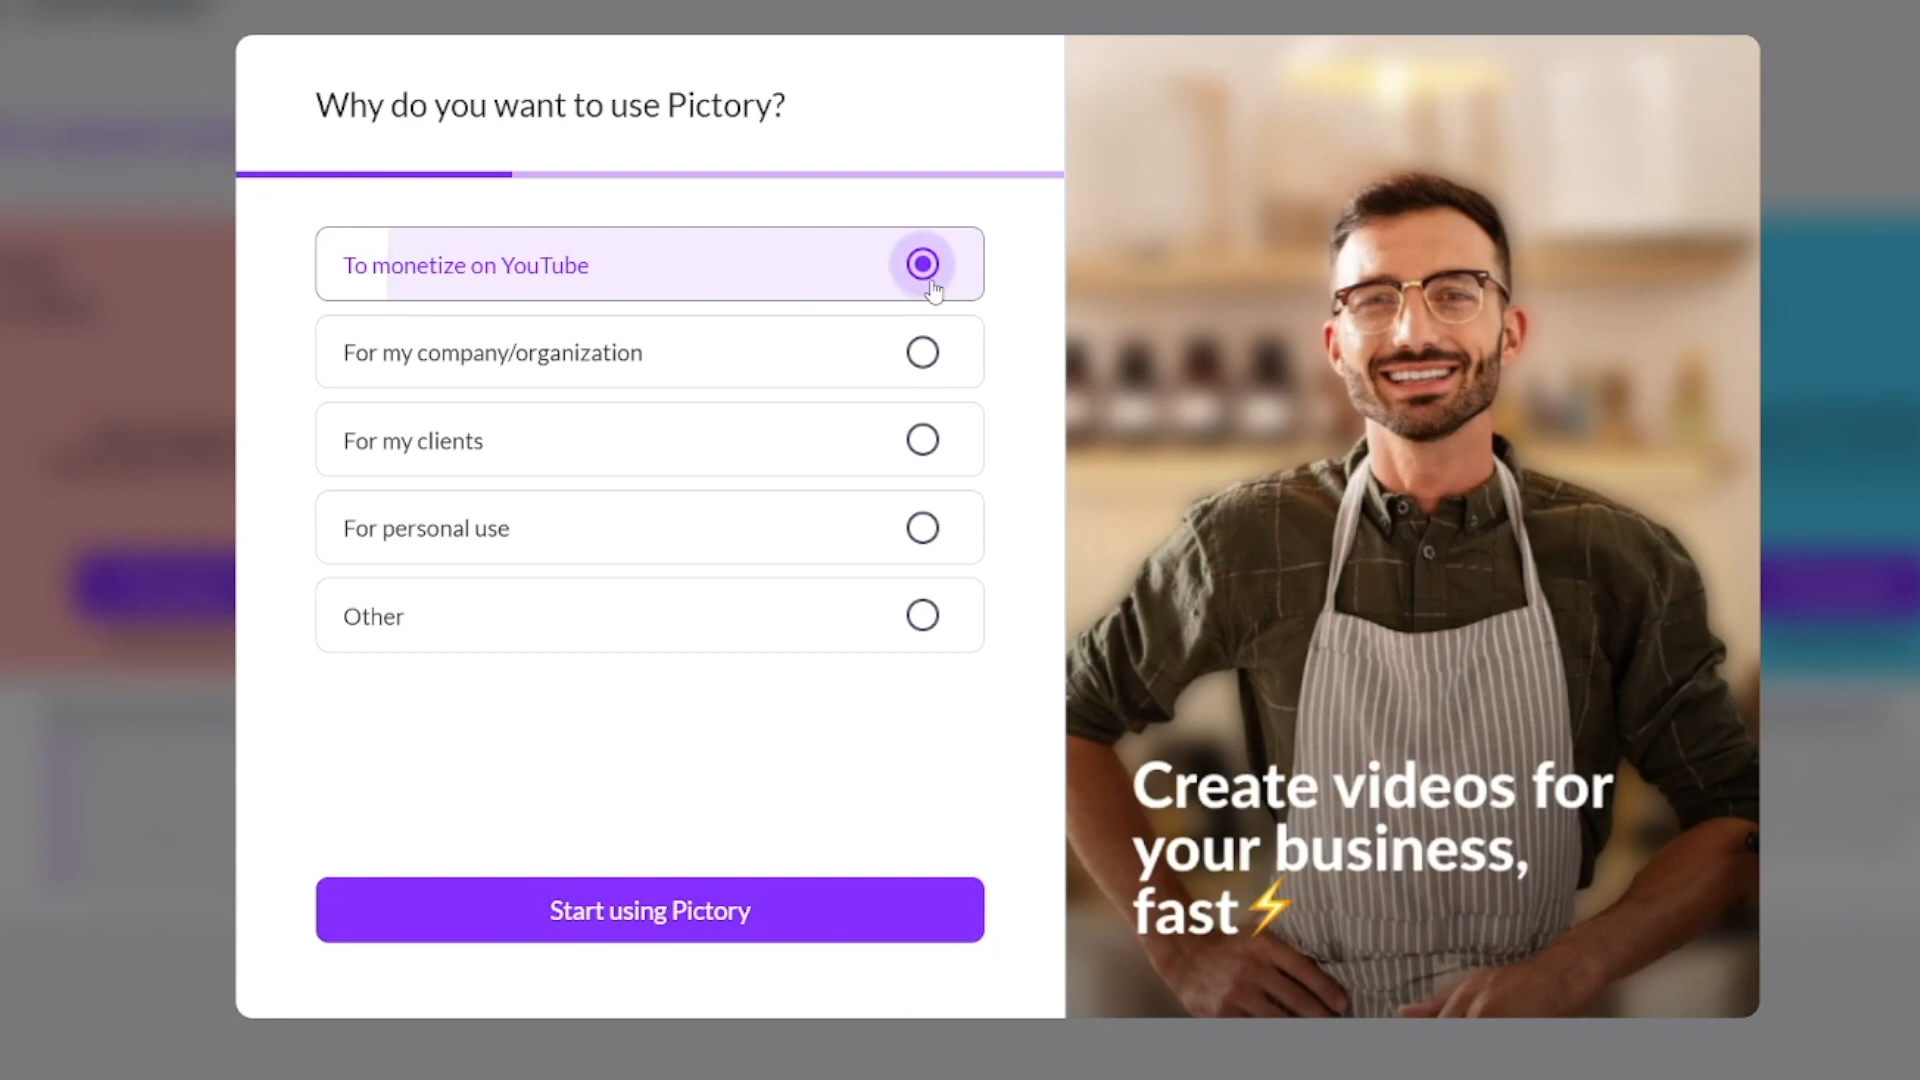 Why do you want to use Pictory?
To monetize on YouTube
For my company/organization
For my clients
For personal use
Other
Start using Pictory
Create videos for
your business,
fast⚡